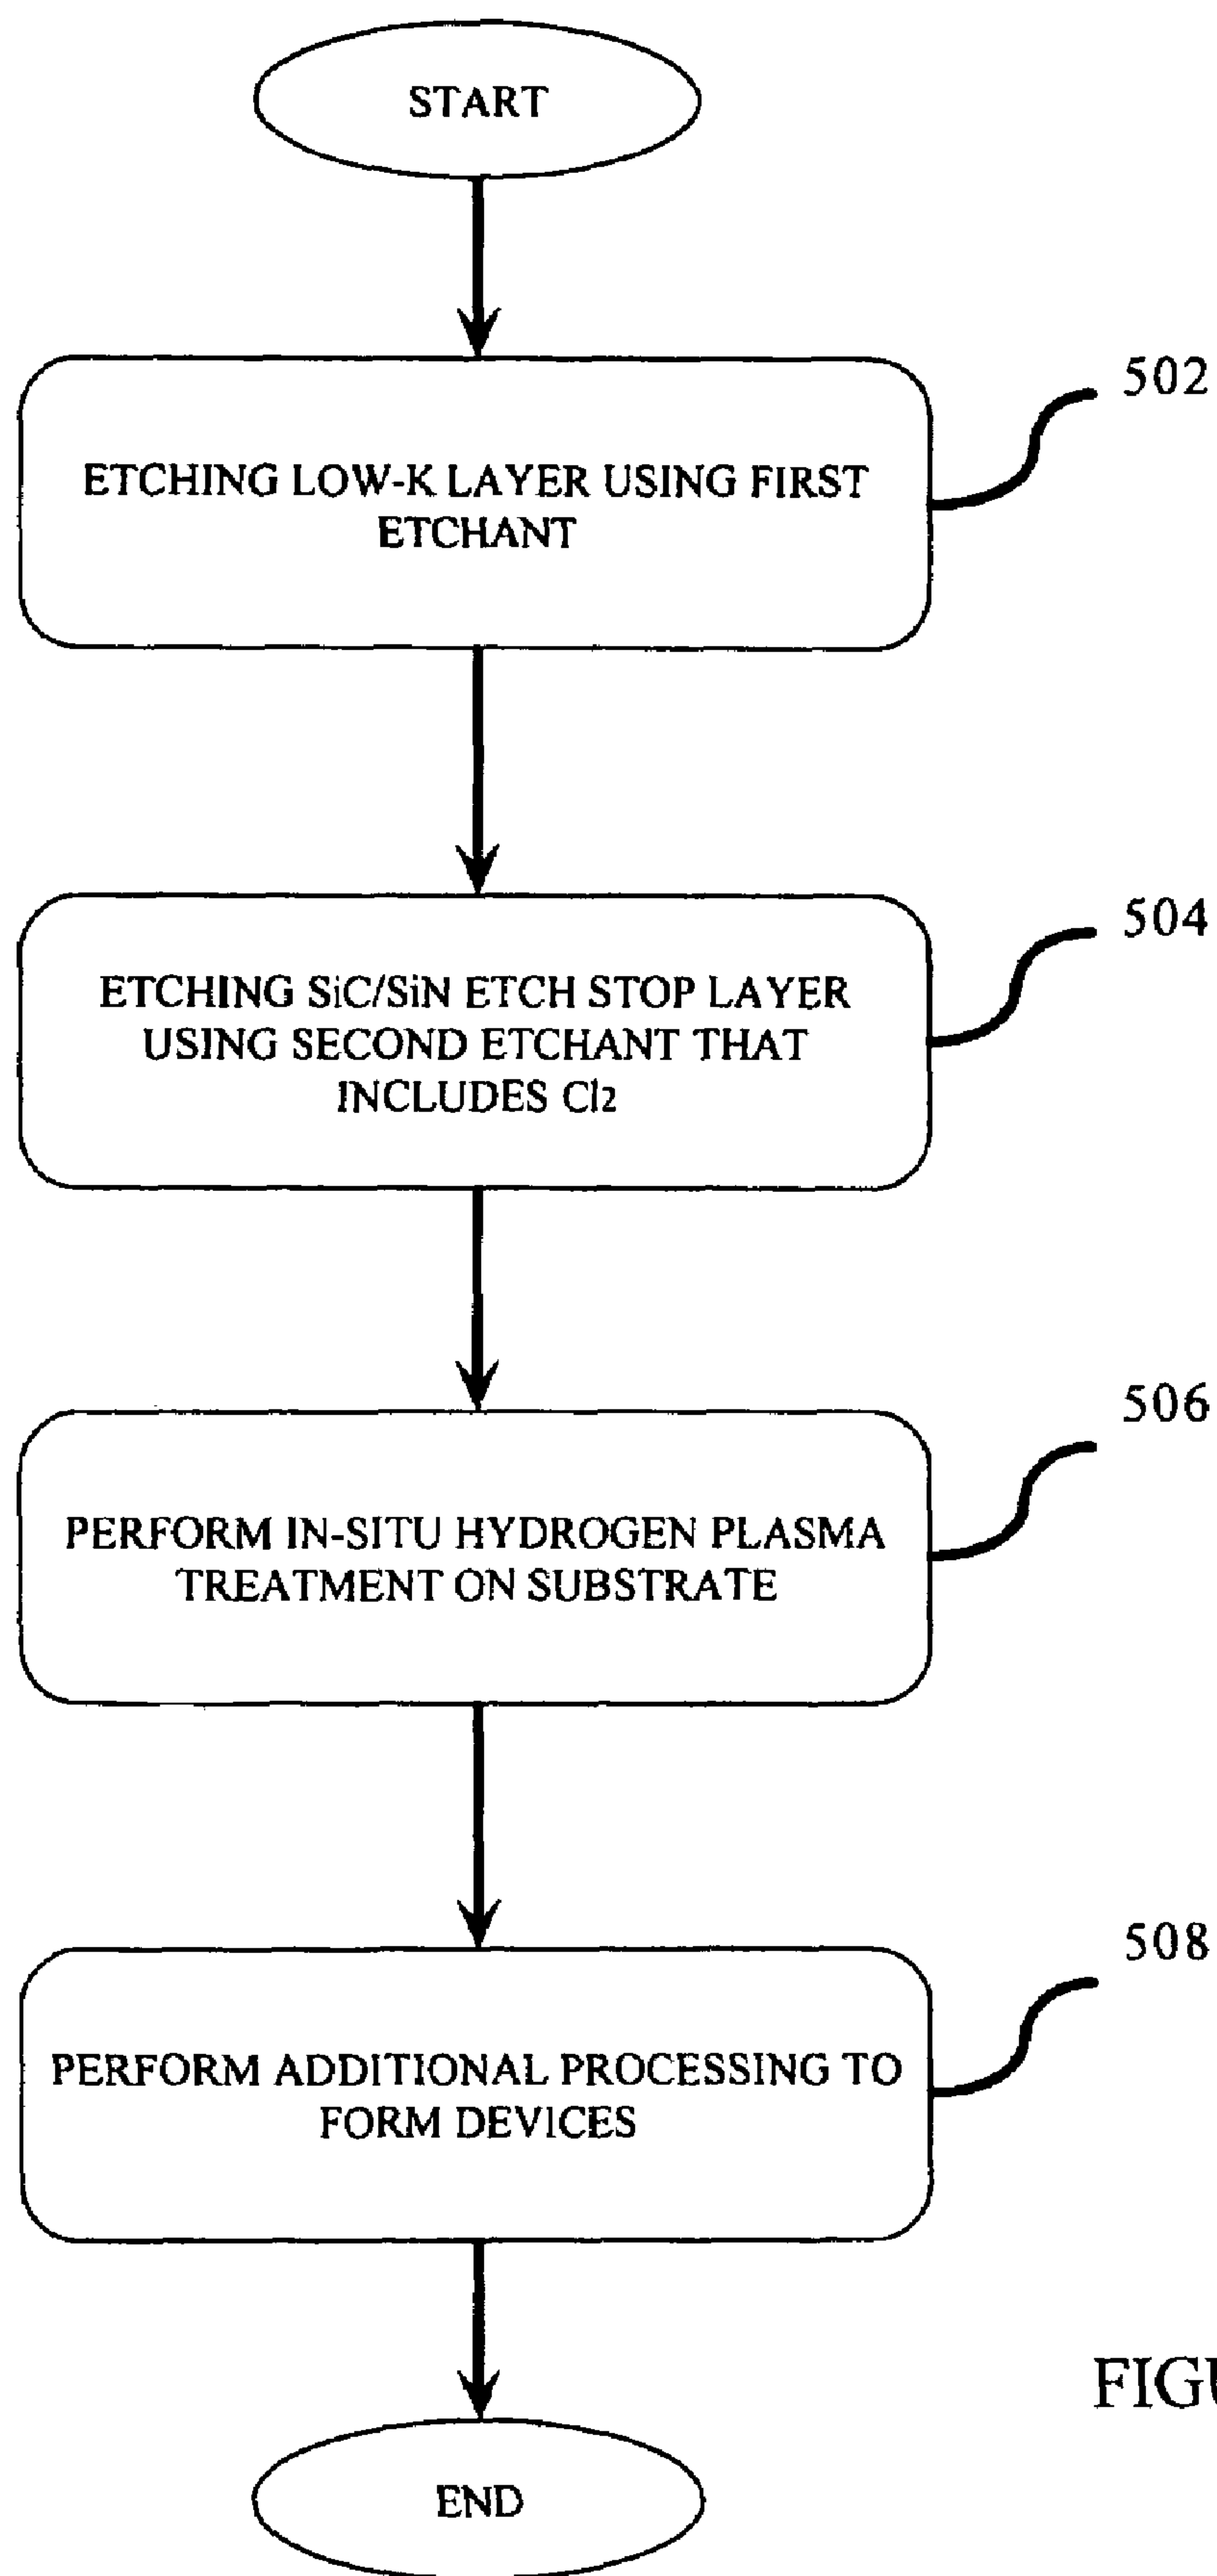 START
502
ETCHING LOW-K LAYER USING FIRST
ETCHANT
504
ETCHING SiC/SiN ETCH STOP LAYER
USING SECOND ETCHANT THAT
INCLUDES Cl2
506
PERFORM IN-SITU HYDROGEN PLASMA
TREATMENT ON SUBSTRATE
508
PERFORM ADDITIONAL PROCESSING TO
FORM DEVICES
END